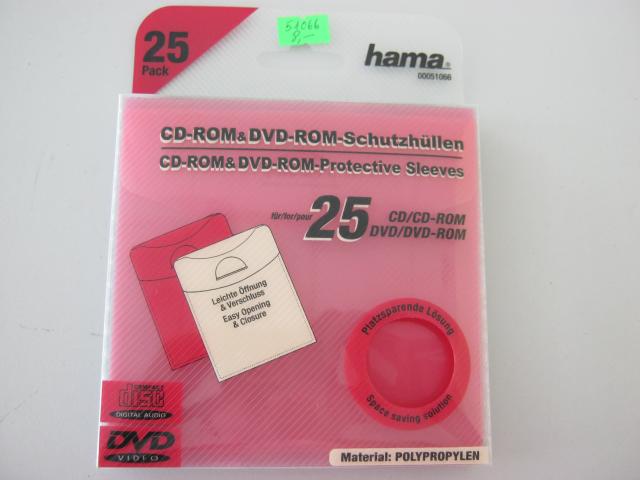 51066
8,-
25
Pack
hama®
00051066
CD-ROM&DVD-ROM-Schutzhüllen
CD-ROM&DVD-ROM-Protective Sleeves
für/for/pour
25
CD/CD-ROM
DVD/DVD-ROM
Leichte Öffnung
& Verschluss
Easy Opening
& Closure
Platzsparende Lösung
Space saving solution
COMPACT
disc
DIGITAL AUDIO
DVD
VIDEO
Material: POLYPROPYLEN